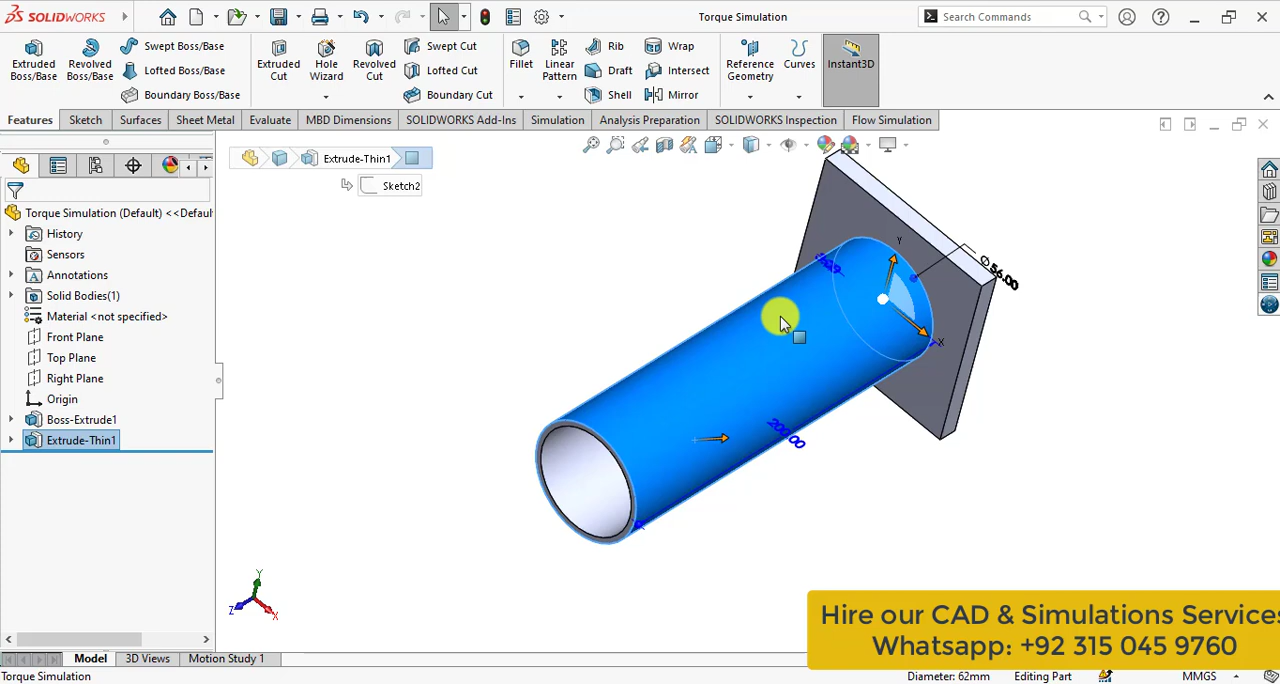 SOLIDWORKS
Torque Simulation
Search Commands
Extruded Boss/Base
Revolved Boss/Base
Swept Boss/Base
Lofted Boss/Base
Boundary Boss/Base
Extruded Cut
Hole Wizard
Revolved Cut
Swept Cut
Lofted Cut
Boundary Cut
Fillet
Linear Pattern
Rib
Draft
Shell
Wrap
Intersect
Mirror
Reference Geometry
Curves
Instant3D
Features
Sketch
Surfaces
Sheet Metal
Evaluate
MBD Dimensions
SOLIDWORKS Add-Ins
Simulation
Analysis Preparation
SOLIDWORKS Inspection
Flow Simulation
Extrude-Thin1
Sketch2
Torque Simulation (Default) <<Defaul
History
Sensors
Annotations
Solid Bodies(1)
Material <not specified>
Front Plane
Top Plane
Right Plane
Origin
Boss-Extrude1
Extrude-Thin1
Y
X
Ø56.00
200.00
Y
Z
X
Hire our CAD & Simulations Services
Whatsapp: +92 315 045 9760
Model
3D Views
Motion Study 1
Torque Simulation
Diameter: 62mm
Editing Part
MMGS